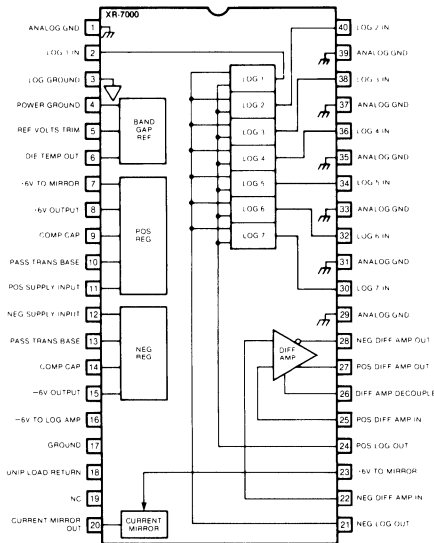 XR-7000
ANALOG GND 1
LOG 1 IN 2
LOG GROUND 3
POWER GROUND 4
REF VOLTS TRIM 5
DIE TEMP OUT 6
+6V TO MIRROR 7
+6V OUTPUT 8
COMP CAP 9
PASS TRANS BASE 10
POS SUPPLY INPUT 11
NEG SUPPLY INPUT 12
PASS TRANS BASE 13
COMP CAP 14
-6V OUTPUT 15
-6V TO LOG AMP 16
GROUND 17
UNIP LOAD RETURN 18
NC 19
CURRENT MIRROR
OUT 20
BAND
GAP
REF
POS
REG
NEG
REG
CURRENT
MIRROR
LOG 1
LOG 2
LOG 3
LOG 4
LOG 5
LOG 6
LOG 7
DIFF
AMP
40 LOG 2 IN
39 ANALOG GND
38 LOG 3 IN
37 ANALOG GND
36 LOG 4 IN
35 ANALOG GND
34 LOG 5 IN
33 ANALOG GND
32 LOG 6 IN
31 ANALOG GND
30 LOG 7 IN
29 ANALOG GND
28 NEG DIFF AMP OUT
27 POS DIFF AMP OUT
26 DIFF AMP DECOUPLE
25 POS DIFF AMP IN
24 POS LOG OUT
23 +6V TO MIRROR
22 NEG DIFF AMP IN
21 NEG LOG OUT